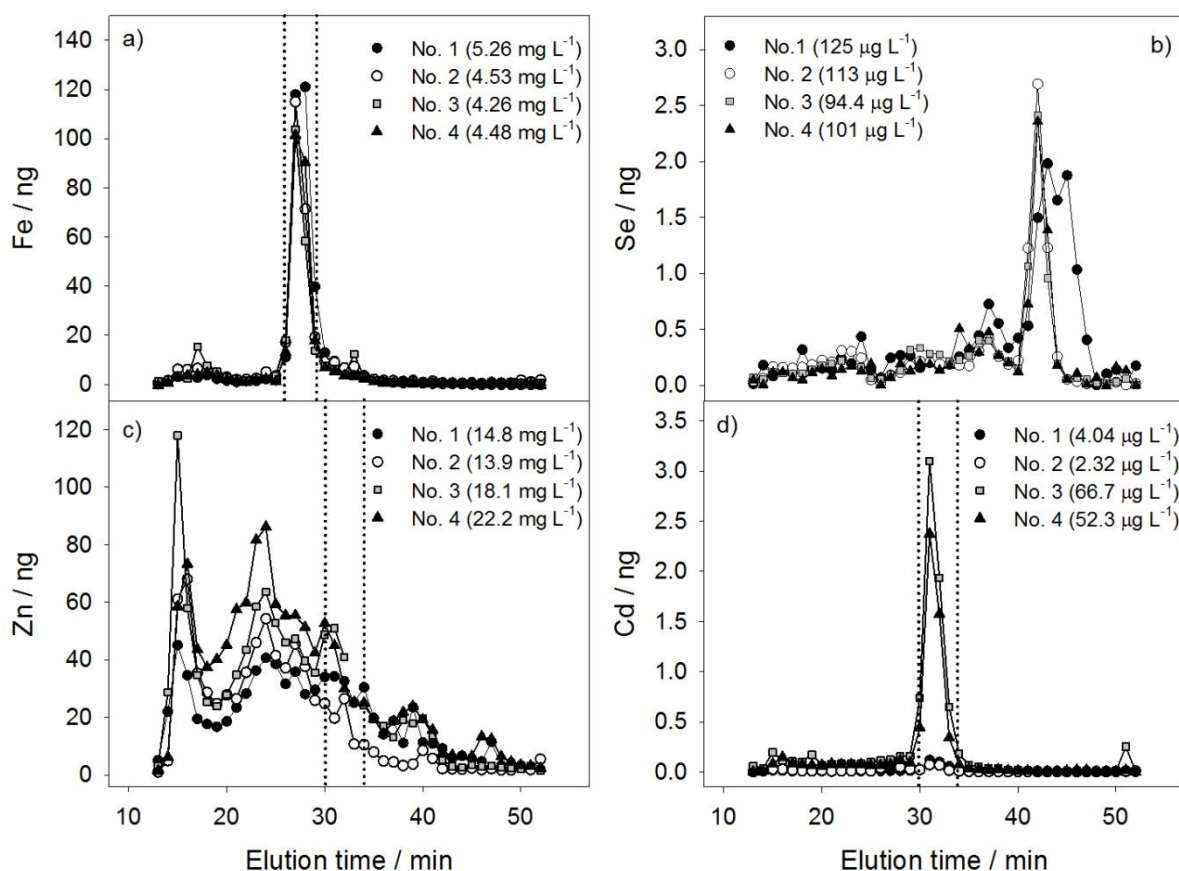 a)
No. 1 (5.26 mg L⁻¹)
No. 2 (4.53 mg L⁻¹)
No. 3 (4.26 mg L⁻¹)
No. 4 (4.48 mg L⁻¹)
140
120
100
80
60
40
20
0
Fe / ng
b)
No.1 (125 µg L⁻¹)
No. 2 (113 µg L⁻¹)
No. 3 (94.4 µg L⁻¹)
No. 4 (101 µg L⁻¹)
3.0
2.5
2.0
1.5
1.0
0.5
0.0
Se / ng
c)
No. 1 (14.8 mg L⁻¹)
No. 2 (13.9 mg L⁻¹)
No. 3 (18.1 mg L⁻¹)
No. 4 (22.2 mg L⁻¹)
120
100
80
60
40
20
0
Zn / ng
10 20 30 40 50
Elution time / min
d)
No. 1 (4.04 µg L⁻¹)
No. 2 (2.32 µg L⁻¹)
No. 3 (66.7 µg L⁻¹)
No. 4 (52.3 µg L⁻¹)
3.5
3.0
2.5
2.0
1.5
1.0
0.5
0.0
Cd / ng
10 20 30 40 50
Elution time / min